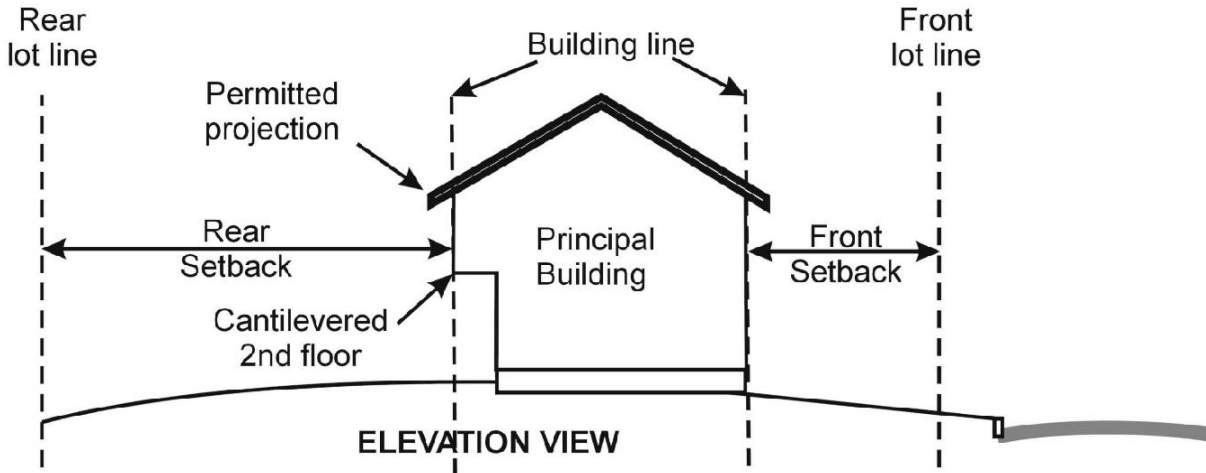 Rear
lot line
Building line
Front
lot line
Permitted
projection
Rear
Setback
Principal
Building
Front
Setback
Cantilevered
2nd floor
ELEVATION VIEW